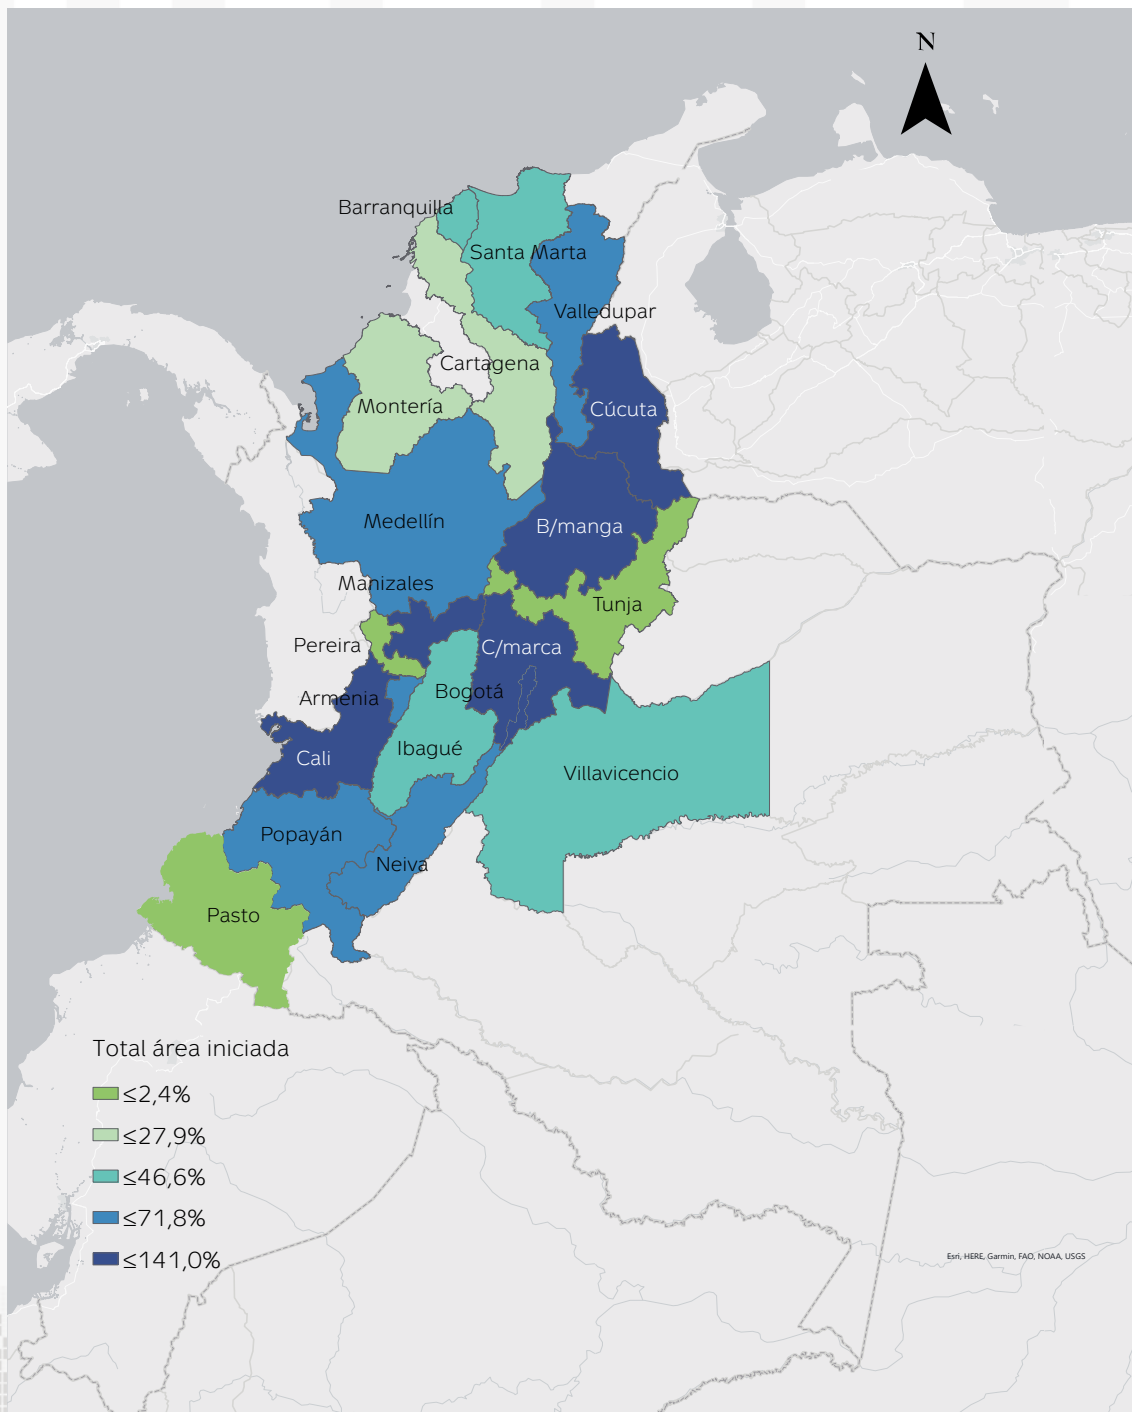 N
Barranquilla
Santa Marta
Valledupar
Cartagena
Montería
Cúcuta
Medellín
B/manga
Manizales
Tunja
Pereira
C/marca
Armenia
Bogotá
Ibagué
Cali
Villavicencio
Popayán
Neiva
Pasto
Total área iniciada
≤2,4%
≤27,9%
≤46,6%
≤71,8%
≤141,0%
Esri, HERE, Garmin, FAO, NOAA, USGS